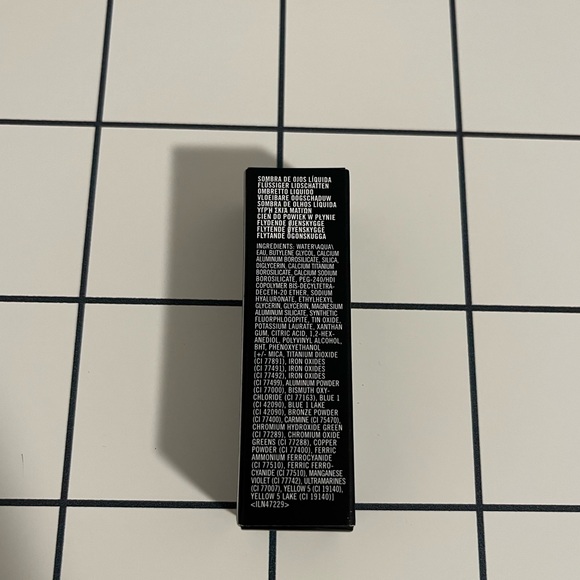 SOMBRA DE OJOS LÍQUIDA
FLÜSSIGER LIDSCHATTEN
OMBRETTO LIQUIDO
VLOEIBARE OOGSCHADUW
SOMBRA DE OLHOS LÍQUIDA
ΥΓΡΗ ΣΚΙΑ ΜΑΤΙΩΝ
CIEŃ DO POWIEK W PŁYNIE
FLYDENDE ØJENSKYGGE
FLYTENDE ØYENSKYGGE
FLYTANDE ÖGONSKUGGA
INGREDIENTS: WATER\AQUA\
EAU, BUTYLENE GLYCOL, CALCIUM
ALUMINUM BOROSILICATE, SILICA,
DIGLYCERIN, CALCIUM TITANIUM
BOROSILICATE, CALCIUM SODIUM
BOROSILICATE, PEG-240/HDI
COPOLYMER BIS-DECYLTETRA-
DECETH-20 ETHER, SODIUM
HYALURONATE, ETHYLHEXYL
GLYCERIN, GLYCERIN, MAGNESIUM
ALUMINUM SILICATE, SYNTHETIC
FLUORPHLOGOPITE, TIN OXIDE,
POTASSIUM LAURATE, XANTHAN
GUM, CITRIC ACID, 1,2-HEX-
ANEDIOL, POLYVINYL ALCOHOL,
BHT, PHENOXYETHANOL
[+/- MICA, TITANIUM DIOXIDE
(CI 77891), IRON OXIDES
(CI 77491), IRON OXIDES
(CI 77492), IRON OXIDES
(CI 77499), ALUMINUM POWDER
(CI 77000), BISMUTH OXY-
CHLORIDE (CI 77163), BLUE 1
(CI 42090), BLUE 1 LAKE
(CI 42090), BRONZE POWDER
(CI 77400), CARMINE (CI 75470),
CHROMIUM HYDROXIDE GREEN
(CI 77289), CHROMIUM OXIDE
GREENS (CI 77288), COPPER
POWDER (CI 77400), FERRIC
AMMONIUM FERROCYANIDE
(CI 77510), FERRIC FERRO-
CYANIDE (CI 77510), MANGANESE
VIOLET (CI 77742), ULTRAMARINES
(CI 77007), YELLOW 5 (CI 19140),
YELLOW 5 LAKE (CI 19140)]
<ILN47229>